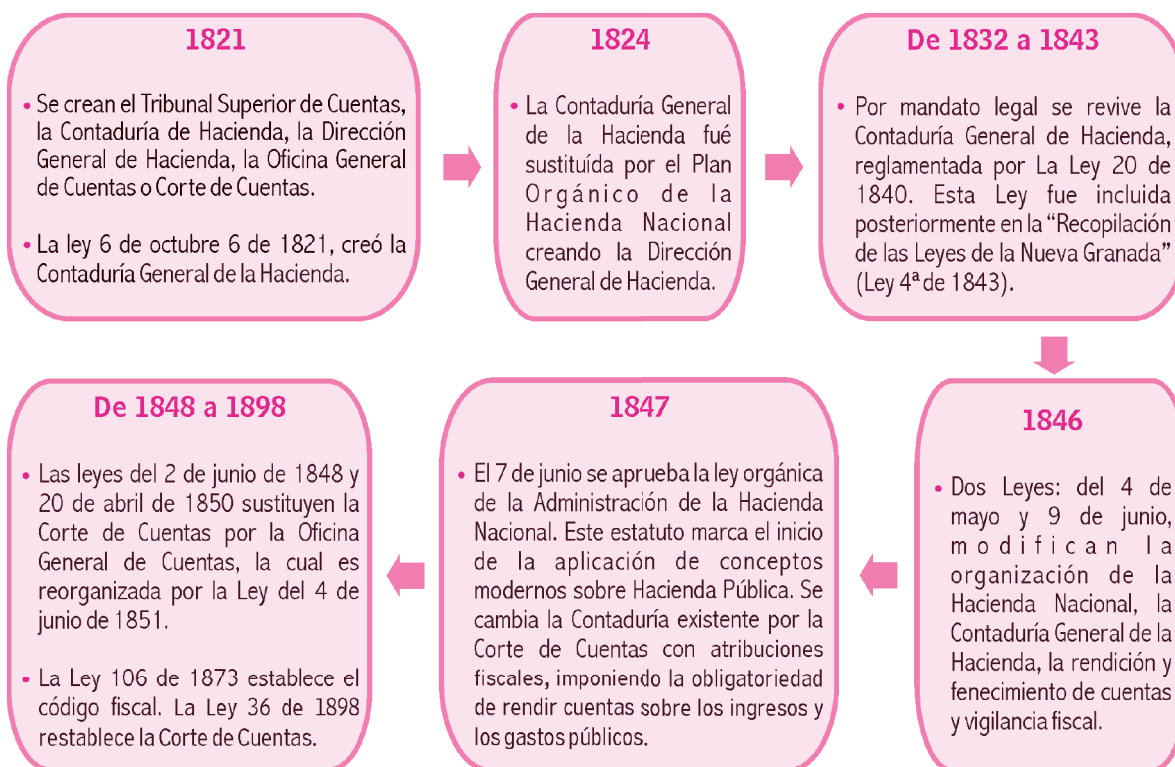 1821
• Se crean el Tribunal Superior de Cuentas,
la Contaduría de Hacienda, la Dirección
General de Hacienda, la Oficina General
de Cuentas o Corte de Cuentas.
• La ley 6 de octubre 6 de 1821, creó la
Contaduría General de la Hacienda.
1824
• La Contaduría General
de la Hacienda fué
sustituída por el Plan
Orgánico de la
Hacienda Nacional
creando la Dirección
General de Hacienda.
De 1832 a 1843
• Por mandato legal se revive la
Contaduría General de Hacienda,
reglamentada por La Ley 20 de
1840. Esta Ley fue incluida
posteriormente en la “Recopilación
de las Leyes de la Nueva Granada”
(Ley 4ª de 1843).
1846
• Dos Leyes: del 4 de
mayo y 9 de junio,
modifican la
organización de la
Hacienda Nacional, la
Contaduría General de la
Hacienda, la rendición y
fenecimiento de cuentas
y vigilancia fiscal.
1847
• El 7 de junio se aprueba la ley orgánica
de la Administración de la Hacienda
Nacional. Este estatuto marca el inicio
de la aplicación de conceptos
modernos sobre Hacienda Pública. Se
cambia la Contaduría existente por la
Corte de Cuentas con atribuciones
fiscales, imponiendo la obligatoriedad
de rendir cuentas sobre los ingresos y
los gastos públicos.
De 1848 a 1898
• Las leyes del 2 de junio de 1848 y
20 de abril de 1850 sustituyen la
Corte de Cuentas por la Oficina
General de Cuentas, la cual es
reorganizada por la Ley del 4 de
junio de 1851.
• La Ley 106 de 1873 establece el
código fiscal. La Ley 36 de 1898
restablece la Corte de Cuentas.